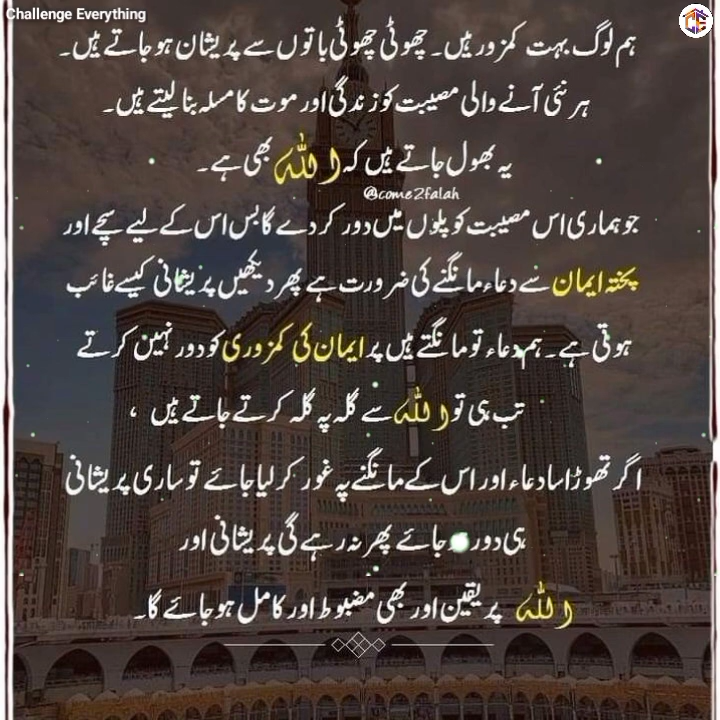 Challenge Everything
ہم لوگ بہت کمزور ہیں۔ چھوٹی چھوٹی باتوں سے پریشان ہو جاتے ہیں۔
ہر نئی آنے والی مصیبت کو زندگی اور موت کا مسلہ بنا لیتے ہیں۔
یہ بھول جاتے ہیں کہ اللہ بھی ہے۔
@come2falah
جو ہماری اس مصیبت کو پلوں میں دور کر دے گا بس اس کے لیے سچے اور
پختہ ایمان سے دعاء مانگنے کی ضرورت ہے پھر دیکھیں پریشانی کیسے غائب
ہوتی ہے۔ ہم دعاء تو مانگتے ہیں پر ایمان کی کمزوری کو دور نہیں کرتے
تب ہی تو اللہ سے گلہ پہ گلہ کرتے جاتے ہیں ،
اگر تھوڑا سا دعاء اور اس کے مانگنے پہ غور کر لیا جائے تو ساری پریشانی
ہی دور ہو جائے پھر نہ رہے گی پریشانی اور
اللہ پر یقین اور بھی مضبوط اور کامل ہو جائے گا۔